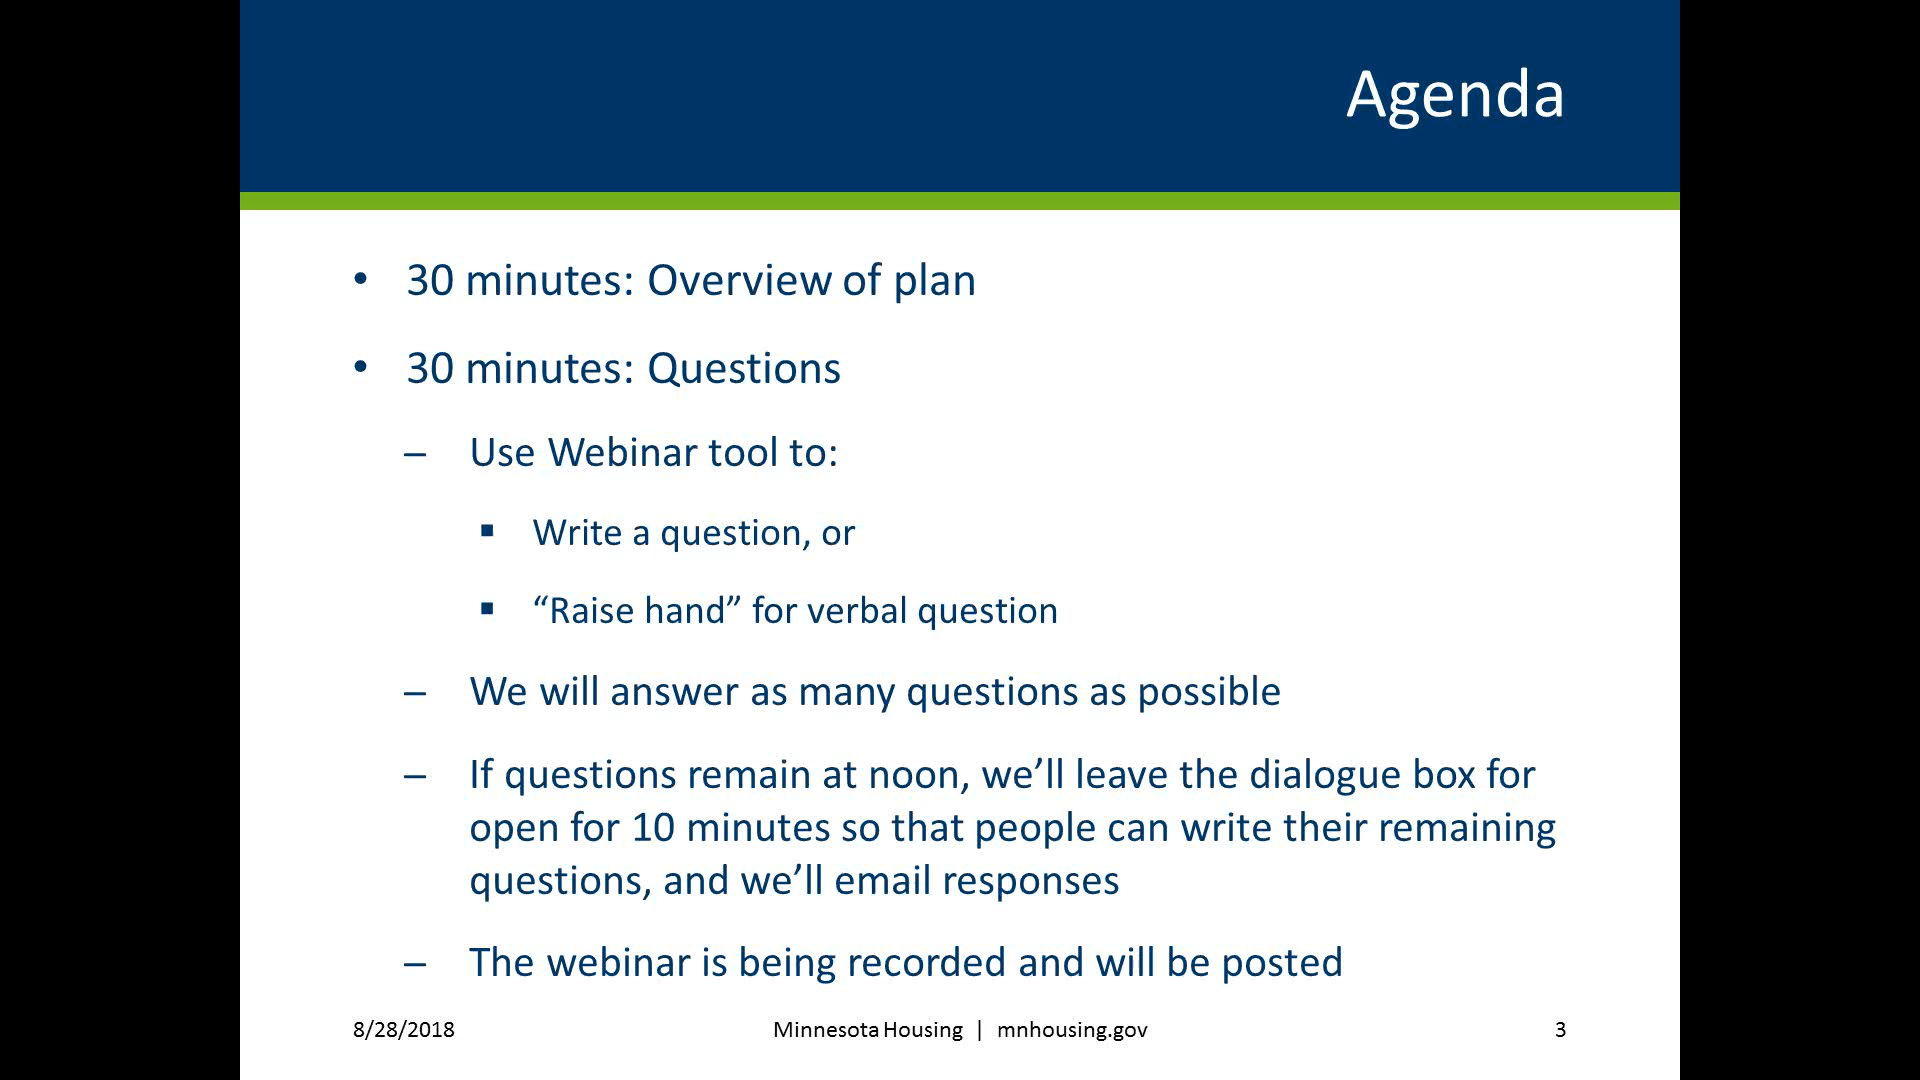 Agenda
• 30 minutes: Overview of plan
• 30 minutes: Questions
– Use Webinar tool to:
▪ Write a question, or
▪ “Raise hand” for verbal question
– We will answer as many questions as possible
– If questions remain at noon, we’ll leave the dialogue box for
open for 10 minutes so that people can write their remaining
questions, and we’ll email responses
– The webinar is being recorded and will be posted
8/28/2018 Minnesota Housing | mnhousing.gov 3